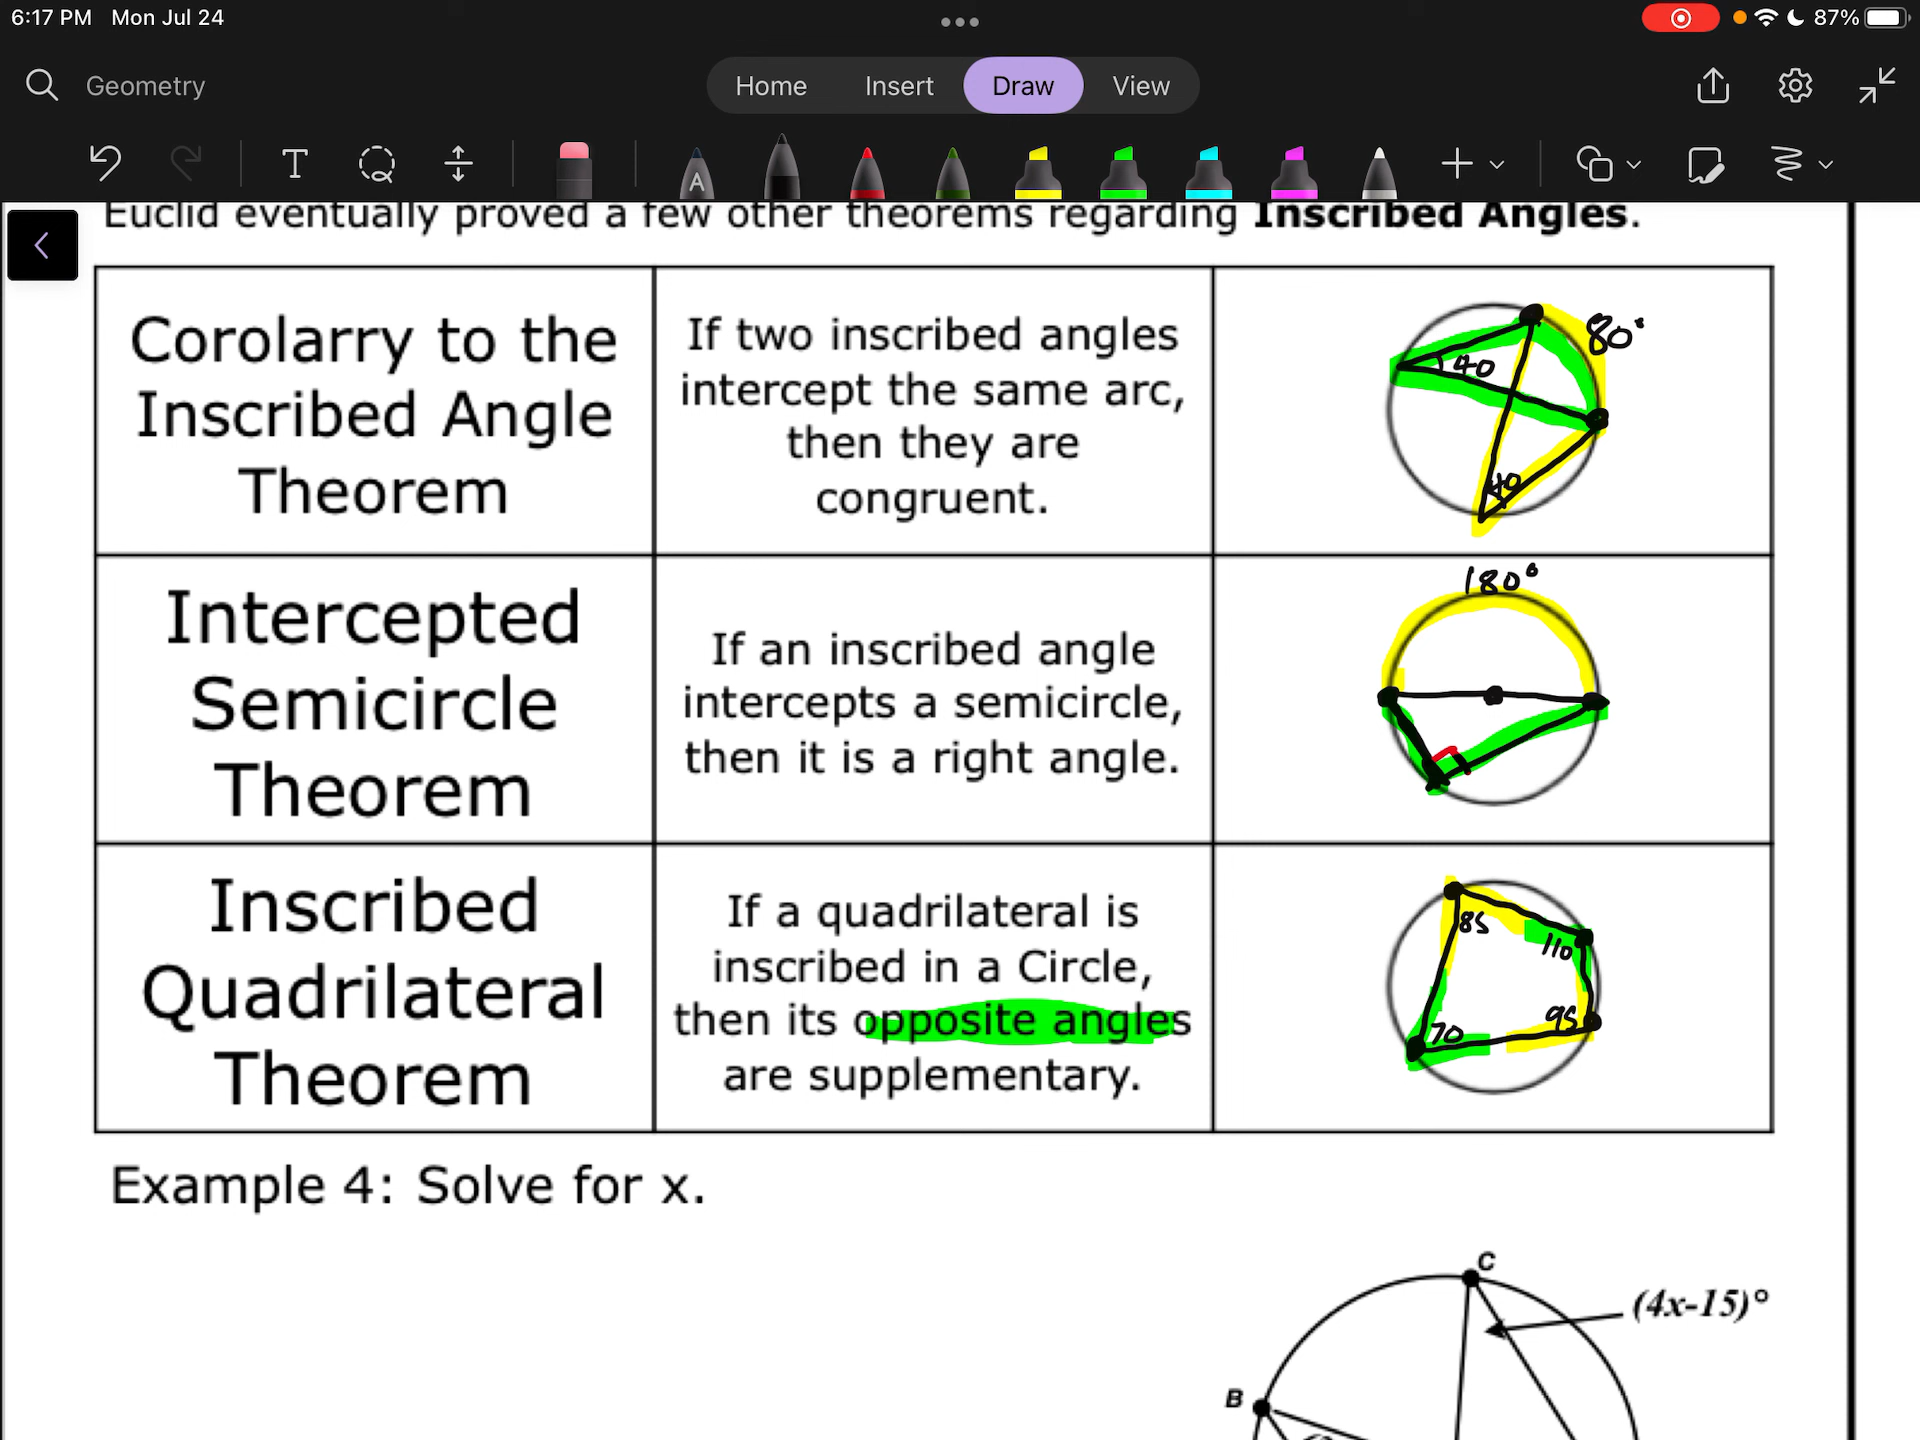 6:17 PM Mon Jul 24
87%
Geometry
Home Insert Draw View
T
A
Euclid eventually proved a few other theorems regarding Inscribed Angles.
Corolarry to the
Inscribed Angle
Theorem
If two inscribed angles
intercept the same arc,
then they are
congruent.
80°
40
40
Intercepted
Semicircle
Theorem
If an inscribed angle
intercepts a semicircle,
then it is a right angle.
180°
Inscribed
Quadrilateral
Theorem
If a quadrilateral is
inscribed in a Circle,
then its opposite angles
are supplementary.
85
110
95
70
Example 4: Solve for x.
C
(4x-15)°
B